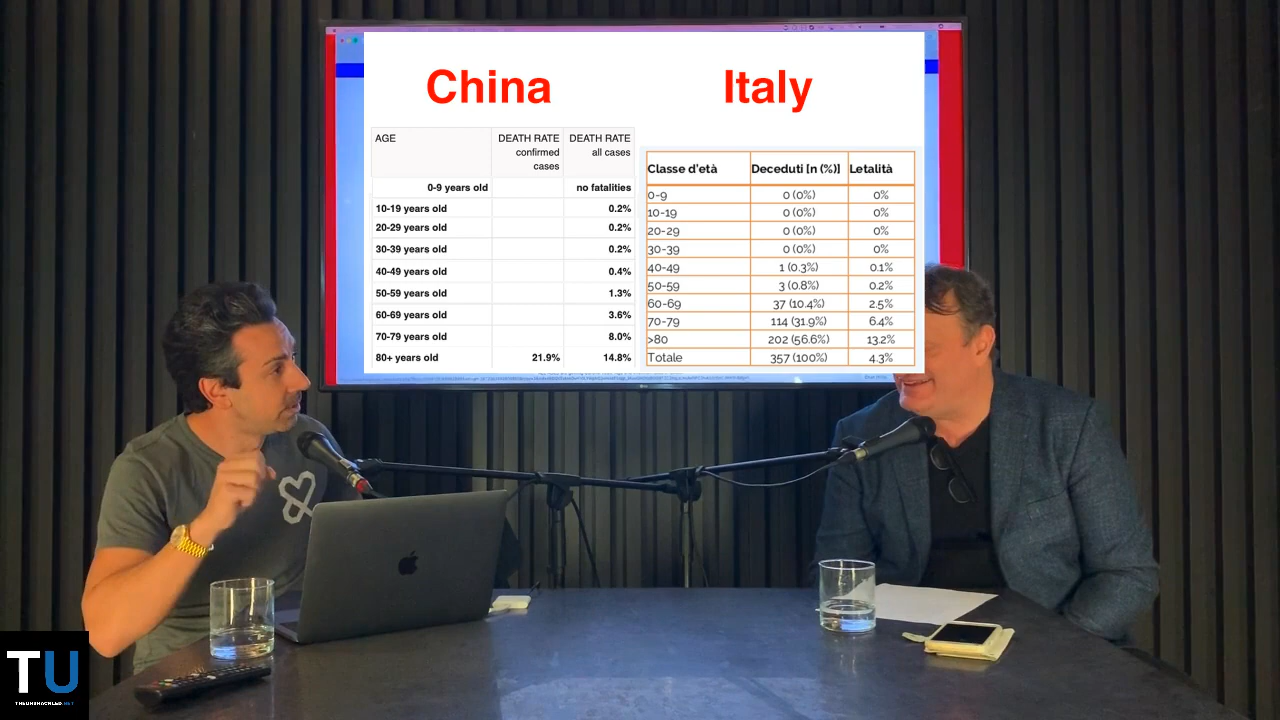 China Italy
AGE DEATH RATE confirmed cases DEATH RATE all cases
0-9 years old no fatalities
10-19 years old 0.2%
20-29 years old 0.2%
30-39 years old 0.2%
40-49 years old 0.4%
50-59 years old 1.3%
60-69 years old 3.6%
70-79 years old 8.0%
80+ years old 21.9% 14.8%
Classe d'età Deceduti [n (%)] Letalità
0-9 0 (0%) 0%
10-19 0 (0%) 0%
20-29 0 (0%) 0%
30-39 0 (0%) 0%
40-49 1 (0.3%) 0.1%
50-59 3 (0.8%) 0.2%
60-69 37 (10.4%) 2.5%
70-79 114 (31.9%) 6.4%
>80 202 (56.6%) 13.2%
Totale 357 (100%) 4.3%
TU
THEUNSHACKLED.NET